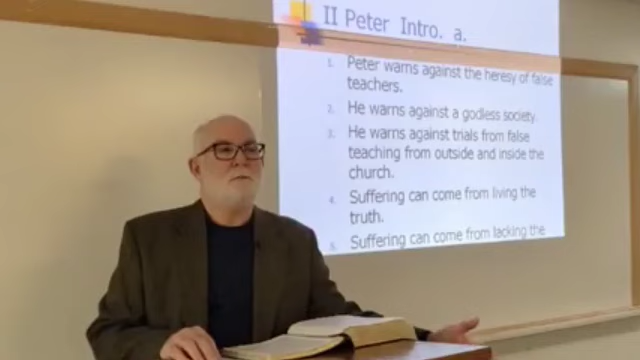 II Peter Intro. a.
1. Peter warns against the heresy of false
teachers.
2. He warns against a godless society.
3. He warns against trials from false
teaching from outside and inside the
church.
4. Suffering can come from living the
truth.
5. Suffering can come from lacking the